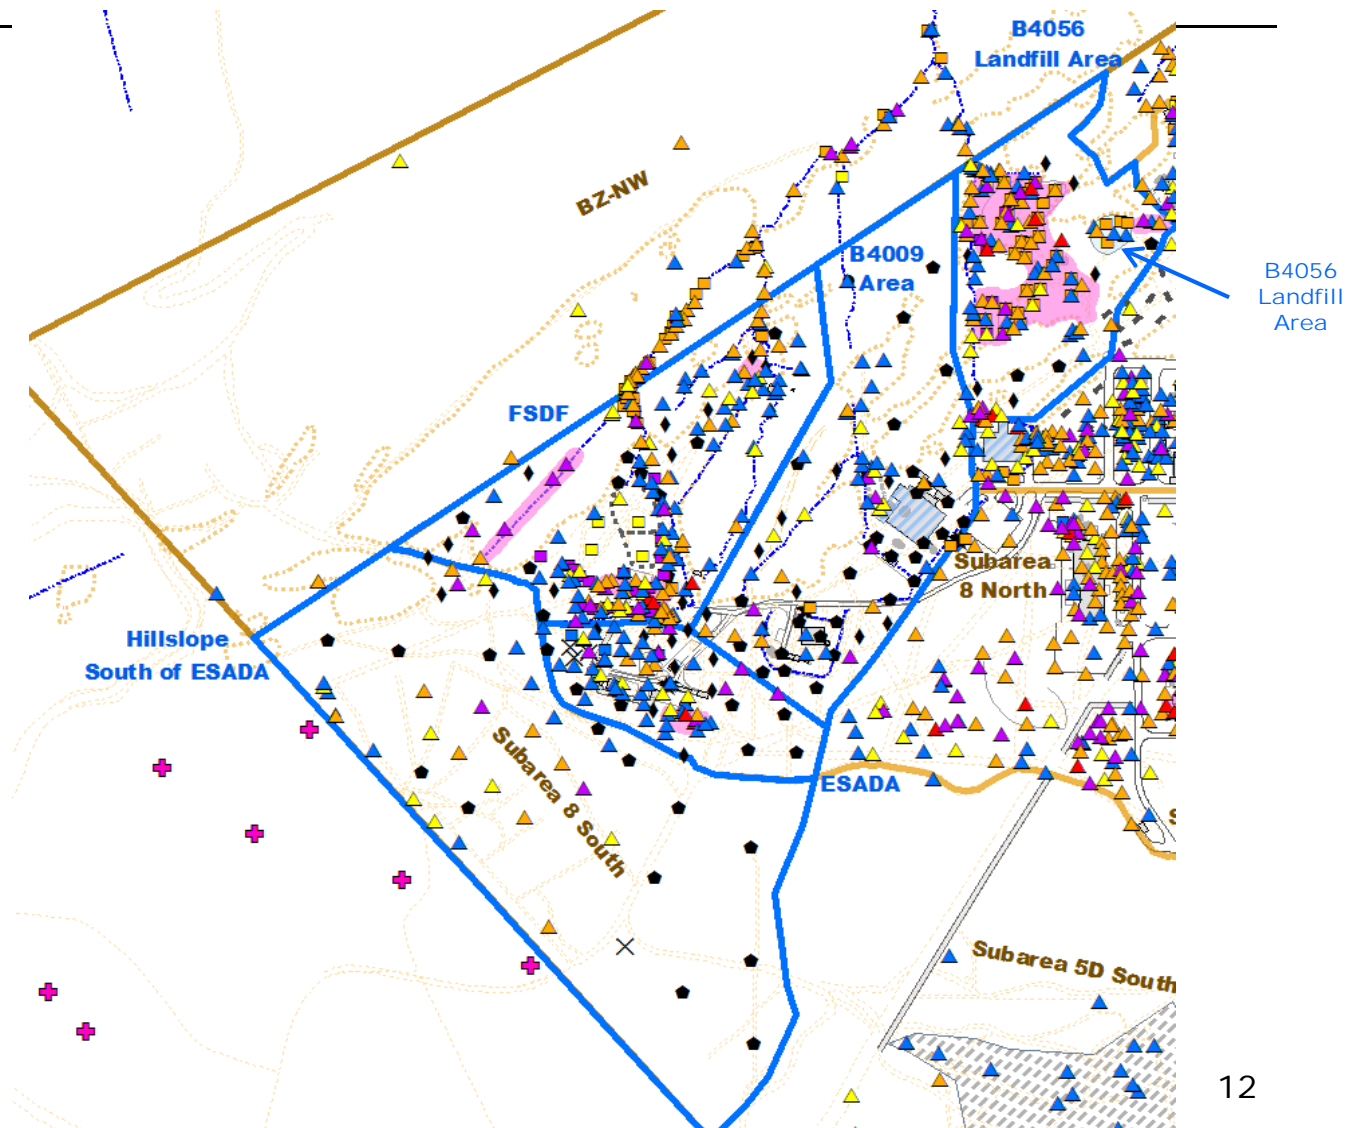 B4056
Landfill Area
BZ-NW
B4009
Area
B4056
Landfill
Area
FSDF
Subarea
8 North
Hillslope
South of ESADA
Subarea 8 South
ESADA
S
Subarea 5D South
12